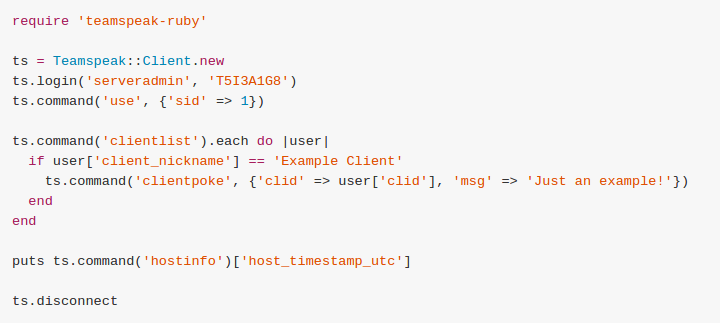 require 'teamspeak-ruby'
ts = Teamspeak::Client.new
ts.login('serveradmin', 'T5I3A1G8')
ts.command('use', {'sid' => 1})
ts.command('clientlist').each do |user|
  if user['client_nickname'] == 'Example Client'
    ts.command('clientpoke', {'clid' => user['clid'], 'msg' => 'Just an example!'})
  end
end
puts ts.command('hostinfo')['host_timestamp_utc']
ts.disconnect